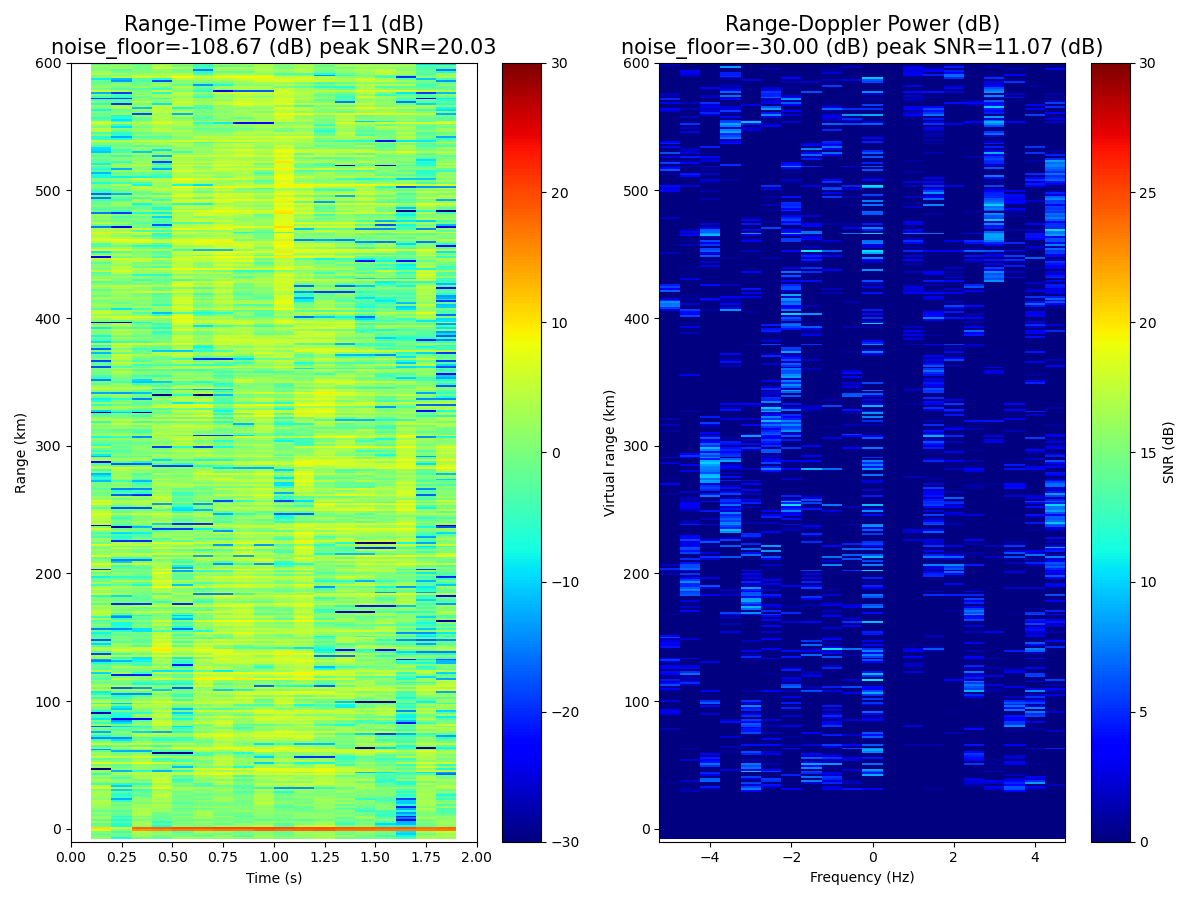 Range-Time Power f=11 (dB)
noise_floor=-108.67 (dB) peak SNR=20.03
Range (km)
600
500
400
300
200
100
0
0.00 0.25 0.50 0.75 1.00 1.25 1.50 1.75 2.00
Time (s)
30
20
10
0
−10
−20
−30
Range-Doppler Power (dB)
noise_floor=-30.00 (dB) peak SNR=11.07 (dB)
Virtual range (km)
600
500
400
300
200
100
0
−4 −2 0 2 4
Frequency (Hz)
30
25
20
15
10
5
0
SNR (dB)